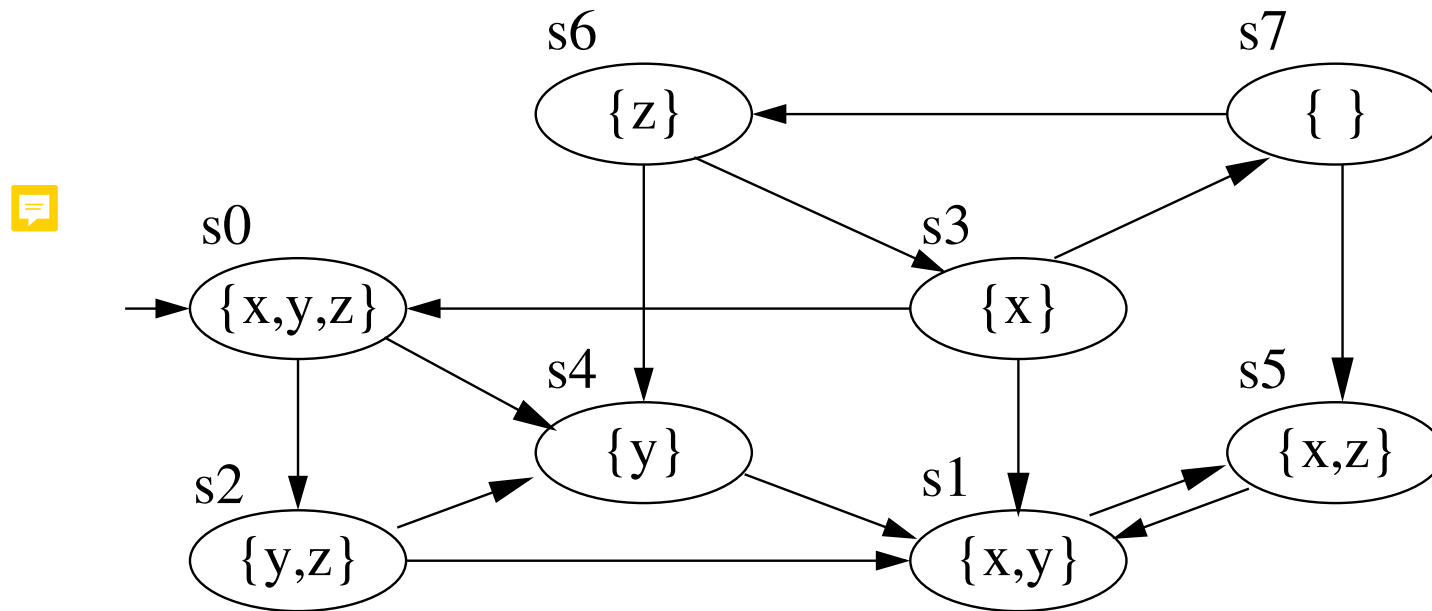 s6
s7
{z}
{ }
s0
s3
{x,y,z}
{x}
s4
s5
{y}
{x,z}
s2
s1
{y,z}
{x,y}